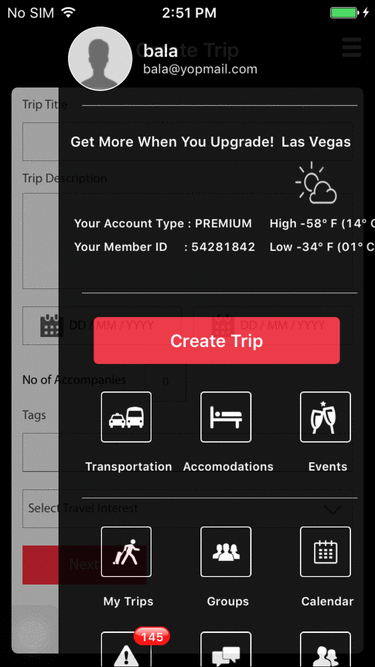 No SIM 2:51 PM
Create Trip
bala
bala@yopmail.com
Trip Title
Get More When You Upgrade! Las Vegas
Trip Description
Your Account Type : PREMIUM High -58° F (14° C
Your Member ID : 54281842 Low -34° F (01° C
DD / MM / YYYY DD / MM / YYYY
Create Trip
No of Accompanies 0
Tags
Transportation Accomodations Events
Select Travel Interest
Next
My Trips Groups Calendar
145